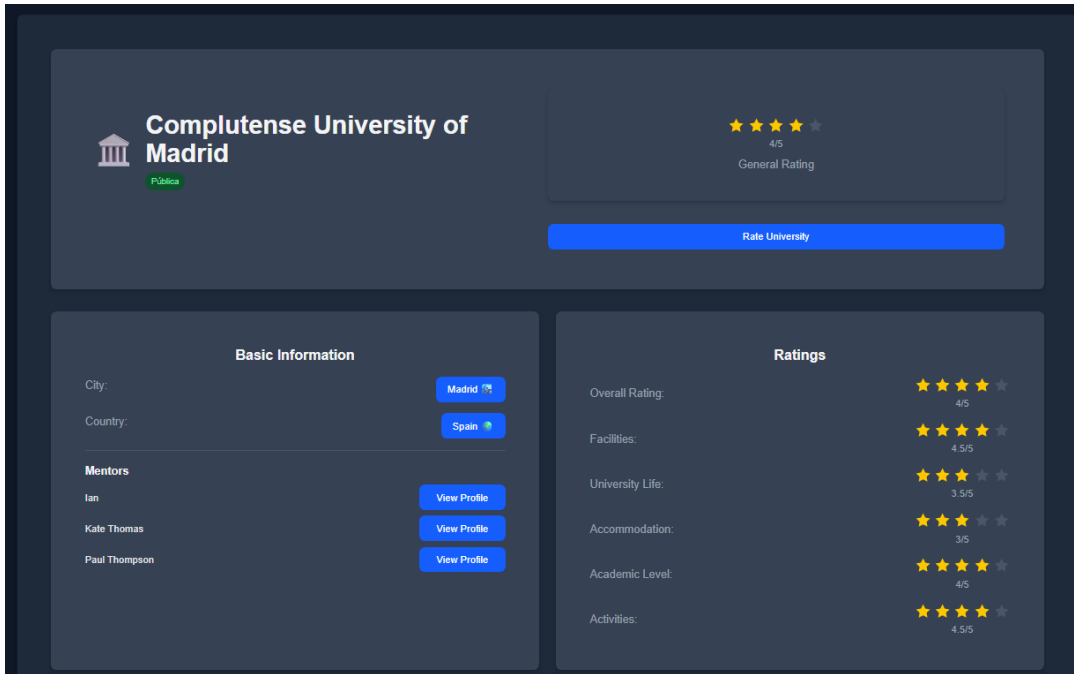 Complutense University of
Madrid
Pública
4/5
General Rating
Rate University
Basic Information
City:
Madrid
Country:
Spain
Mentors
Ian
View Profile
Kate Thomas
View Profile
Paul Thompson
View Profile
Ratings
Overall Rating:
4/5
Facilities:
4.5/5
University Life:
3.5/5
Accommodation:
3/5
Academic Level:
4/5
Activities:
4.5/5